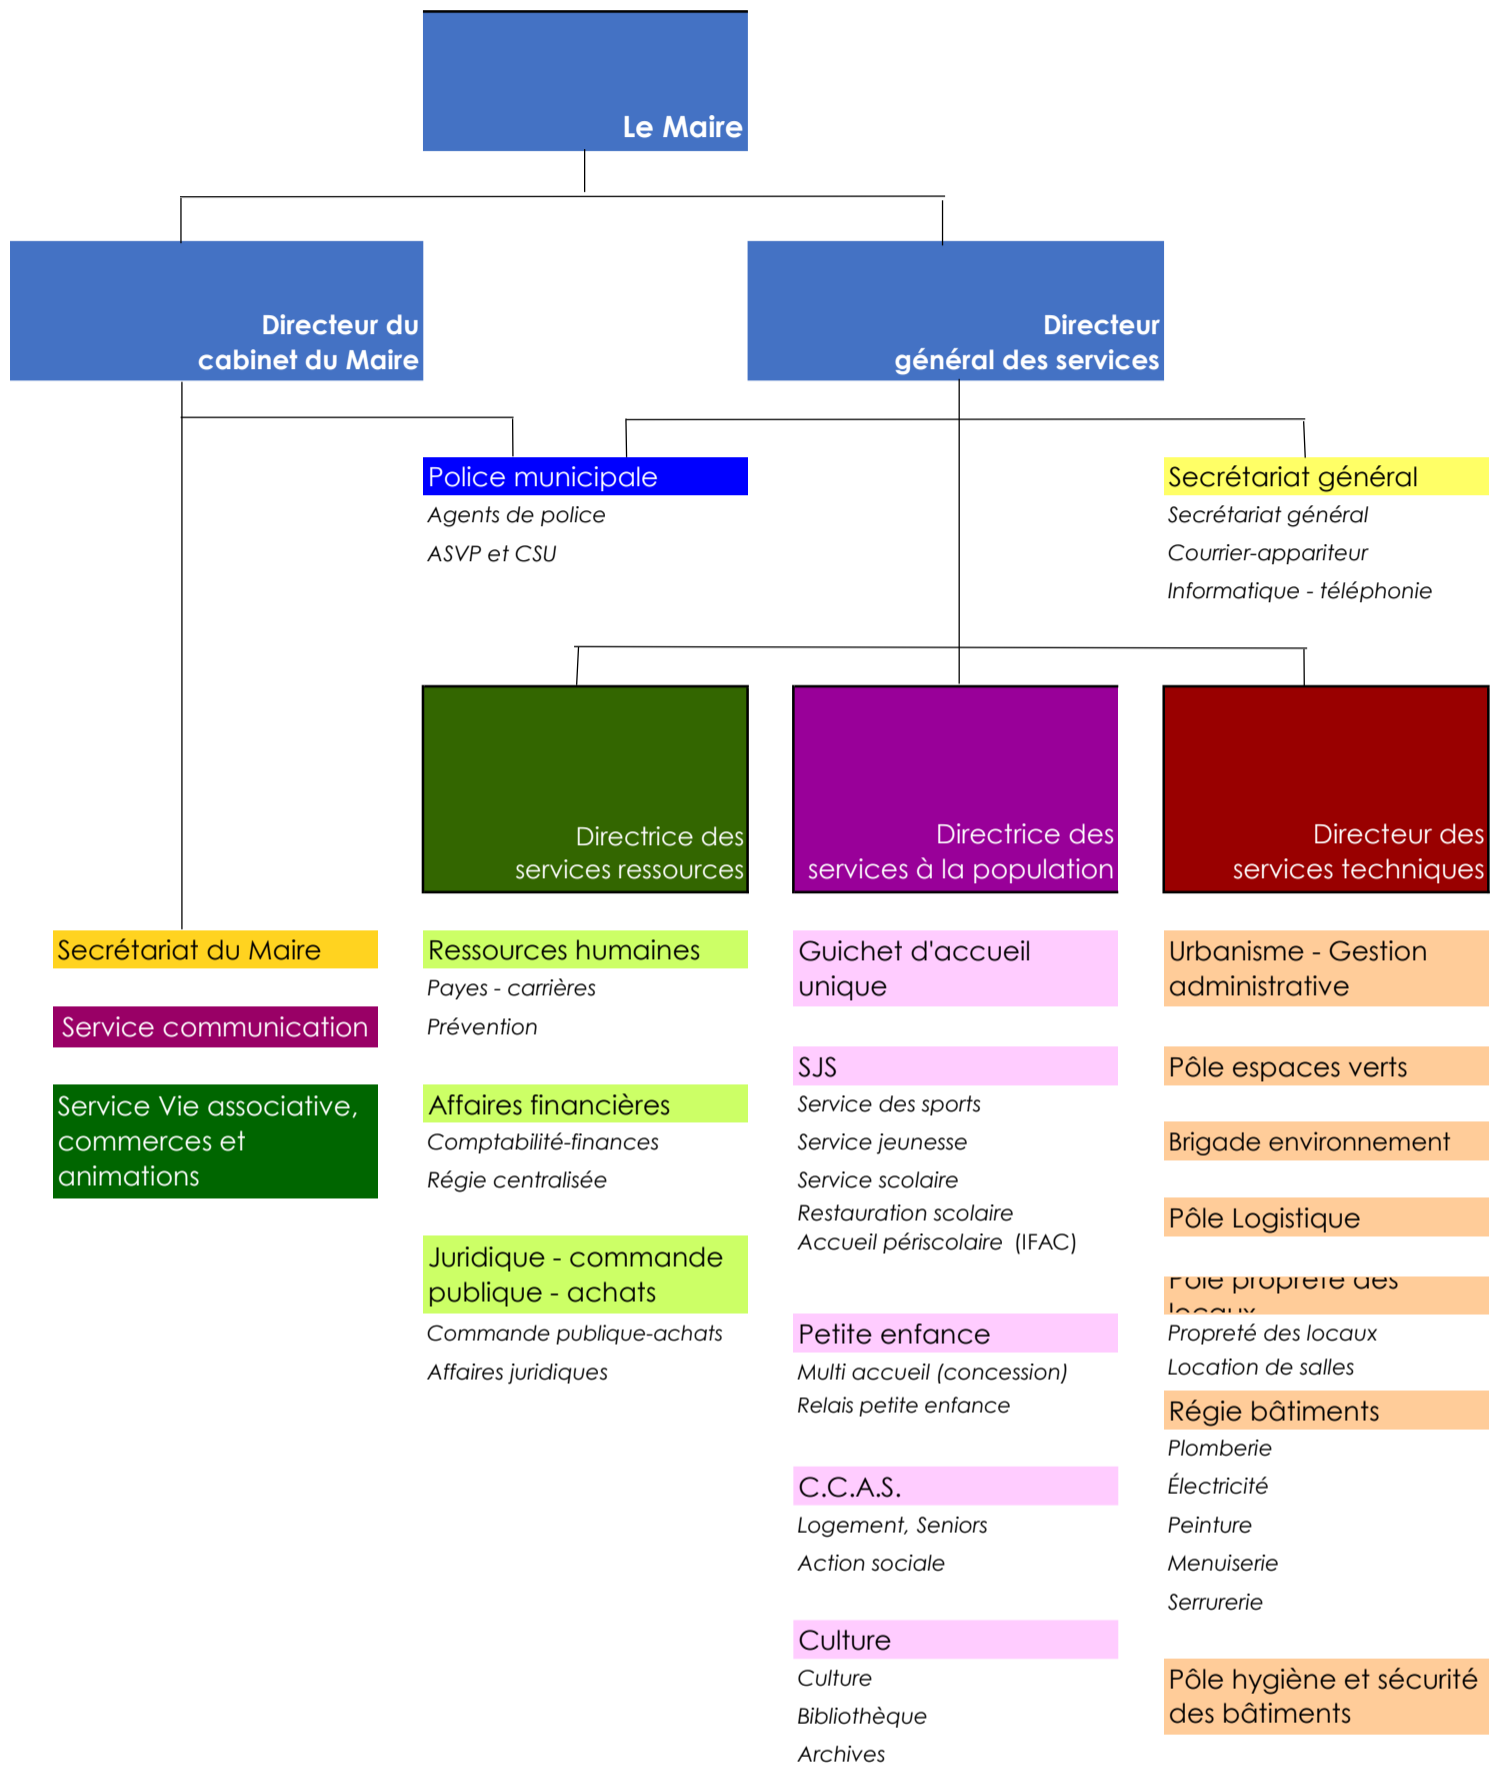 Le Maire
Directeur du
cabinet du Maire
Directeur
général des services
Police municipale
Agents de police
ASVP et CSU
Secrétariat général
Secrétariat général
Courrier-appariteur
Informatique - téléphonie
Directrice des
services ressources
Directrice des
services à la population
Directeur des
services techniques
Secrétariat du Maire
Service communication
Service Vie associative,
commerces et
animations
Ressources humaines
Payes - carrières
Prévention
Affaires financières
Comptabilité-finances
Régie centralisée
Juridique - commande
publique - achats
Commande publique-achats
Affaires juridiques
Guichet d'accueil
unique
SJS
Service des sports
Service jeunesse
Service scolaire
Restauration scolaire
Accueil périscolaire (IFAC)
Petite enfance
Multi accueil (concession)
Relais petite enfance
C.C.A.S.
Logement, Seniors
Action sociale
Culture
Culture
Bibliothèque
Archives
Urbanisme - Gestion
administrative
Pôle espaces verts
Brigade environnement
Pôle Logistique
Pôle propreté des
locaux
Propreté des locaux
Location de salles
Régie bâtiments
Plomberie
Électricité
Peinture
Menuiserie
Serrurerie
Pôle hygiène et sécurité
des bâtiments